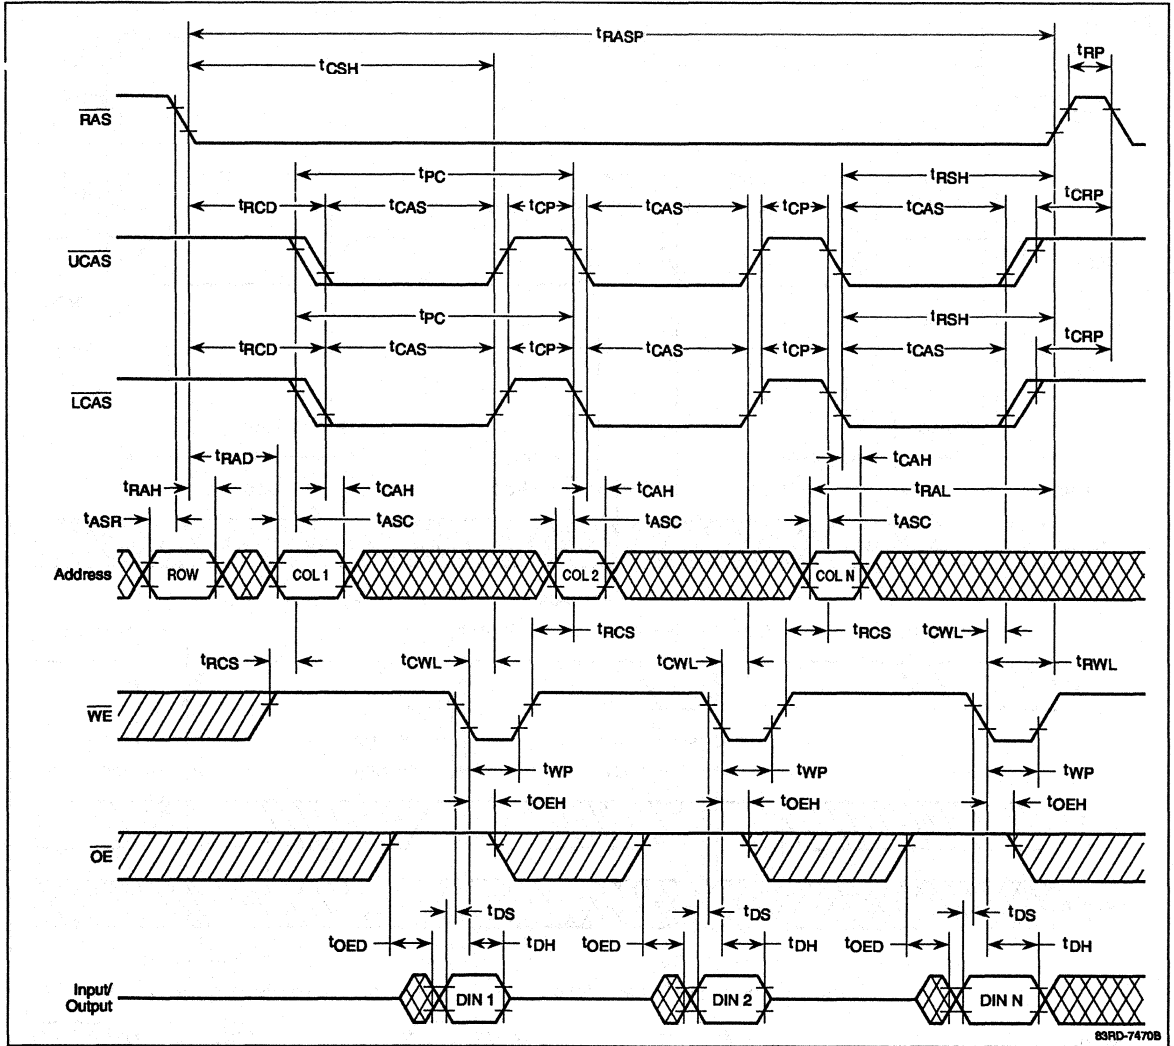 tRASP
tRP
tCSH
RAS
tPC
tRSH
tRCD tCAS tCP tCAS tCP tCAS tCRP
UCAS
tPC
tRSH
tRCD tCAS tCP tCAS tCP tCAS tCRP
LCAS
tRAD
tCAH
tRAH tCAH tCAH tRAL
tASR tASC tASC tASC
Address ROW COL 1 COL 2 COL N
tRCS tRCS tCWL
tRCS tCWL tCWL tRWL
WE
tWP tWP tWP
tOEH tOEH tOEH
OE
tDS tDS tDS
tOED tDH tOED tDH tOED tDH
Input/
Output
DIN 1 DIN 2 DIN N
83RD-7470B